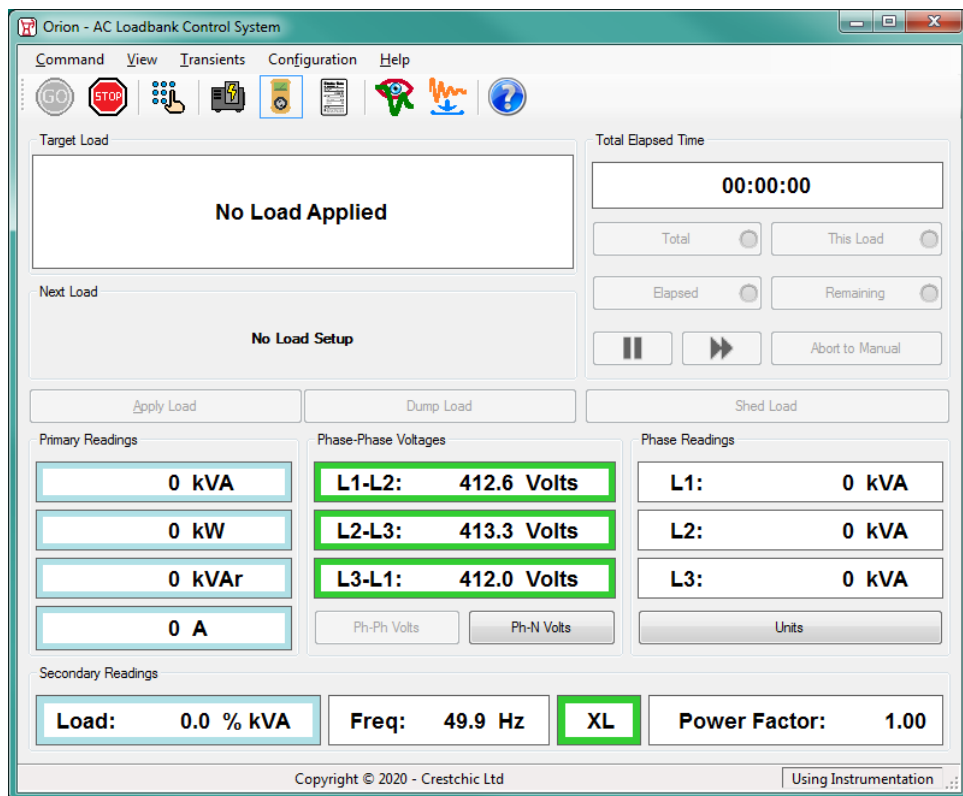 Orion - AC Loadbank Control System
Command View Transients Configuration Help
GO STOP
Target Load
No Load Applied
Total Elapsed Time
00:00:00
Total This Load
Elapsed Remaining
Abort to Manual
Next Load
No Load Setup
Apply Load Dump Load Shed Load
Primary Readings
0 kVA
0 kW
0 kVAr
0 A
Phase-Phase Voltages
L1-L2: 412.6 Volts
L2-L3: 413.3 Volts
L3-L1: 412.0 Volts
Ph-Ph Volts Ph-N Volts
Phase Readings
L1: 0 kVA
L2: 0 kVA
L3: 0 kVA
Units
Secondary Readings
Load: 0.0 % kVA Freq: 49.9 Hz XL Power Factor: 1.00
Copyright © 2020 - Crestchic Ltd Using Instrumentation